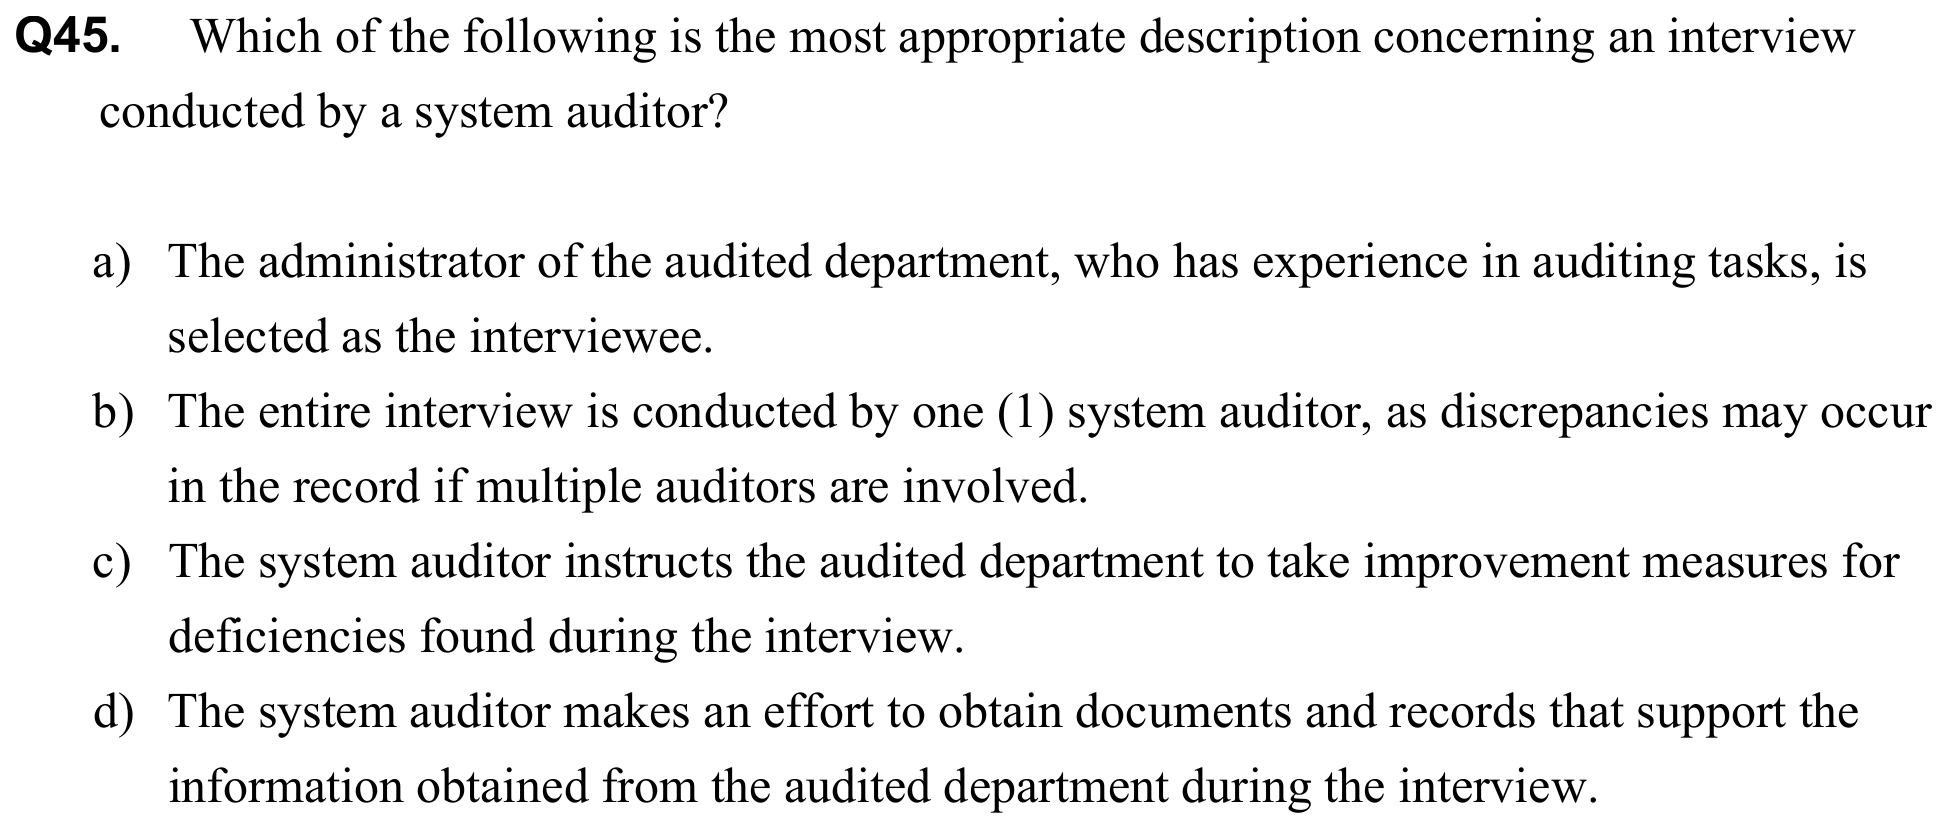 Q45. Which of the following is the most appropriate description concerning an interview
conducted by a system auditor?
a) The administrator of the audited department, who has experience in auditing tasks, is
selected as the interviewee.
b) The entire interview is conducted by one (1) system auditor, as discrepancies may occur
in the record if multiple auditors are involved.
c) The system auditor instructs the audited department to take improvement measures for
deficiencies found during the interview.
d) The system auditor makes an effort to obtain documents and records that support the
information obtained from the audited department during the interview.